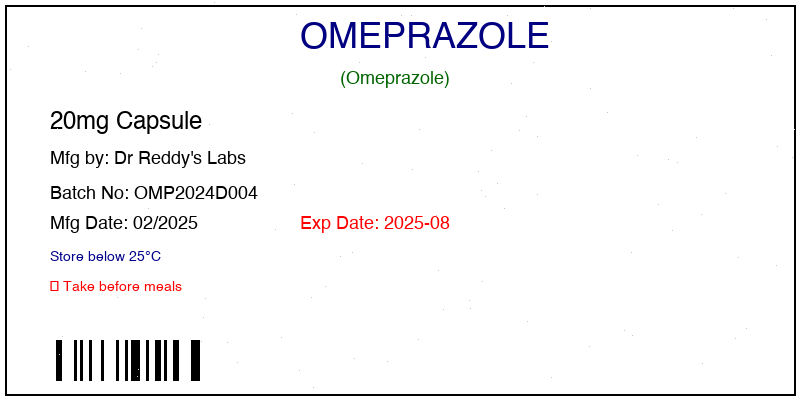 OMEPRAZOLE
(Omeprazole)
20mg Capsule
Mfg by: Dr Reddy's Labs
Batch No: OMP2024D004
Mfg Date: 02/2025 Exp Date: 2025-08
Store below 25°C
Take before meals